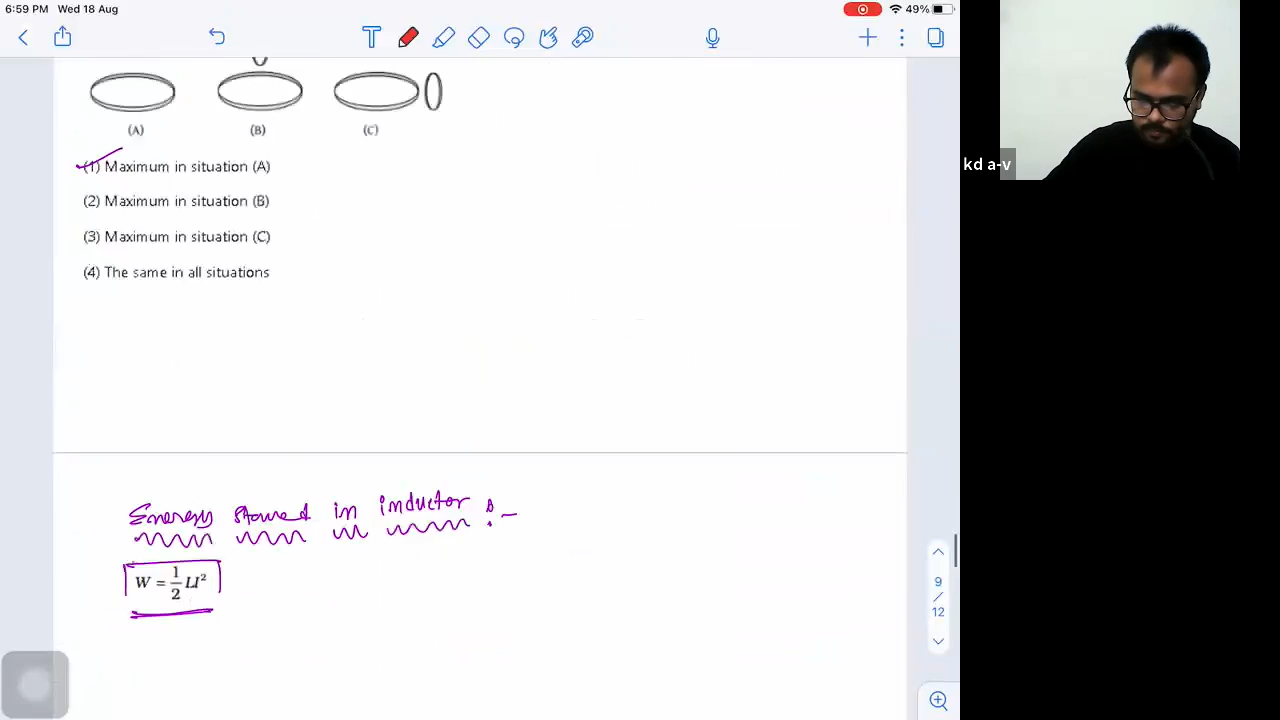 6:59 PM Wed 18 Aug
49%
kd a-v
(A) (B) (C)
(1) Maximum in situation (A)
(2) Maximum in situation (B)
(3) Maximum in situation (C)
(4) The same in all situations
Energy stored in inductor :-
W = 1/2 LI²
9
/
12